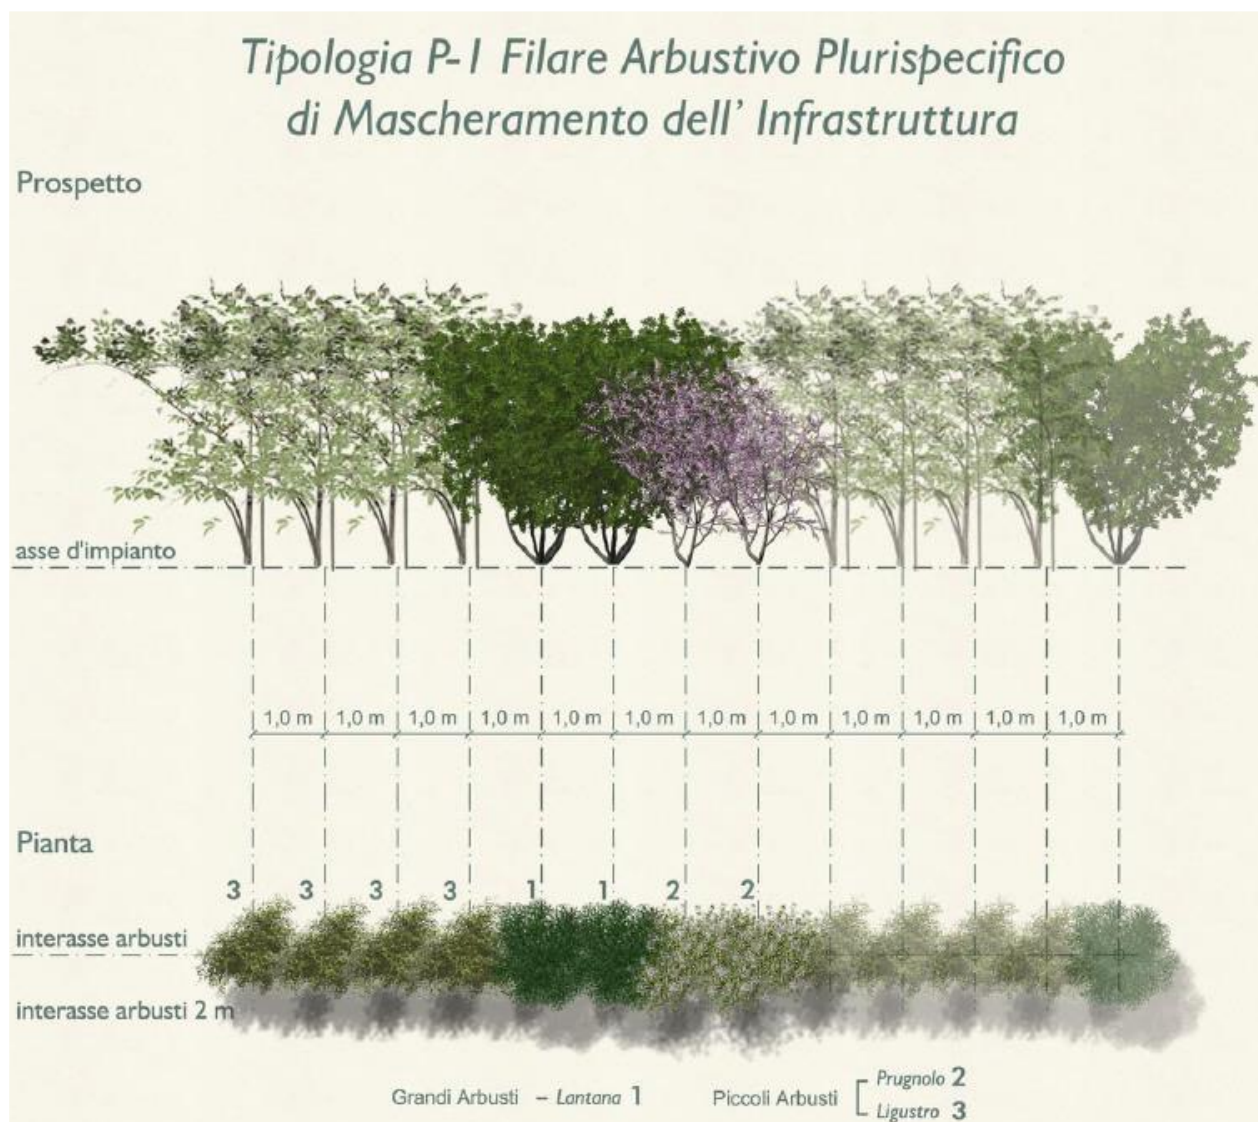 Tipologia P-1 Filare Arbustivo Plurispecifico
di Mascheramento dell' Infrastruttura
Prospetto
asse d'impianto
1,0 m 1,0 m 1,0 m 1,0 m 1,0 m 1,0 m 1,0 m 1,0 m 1,0 m 1,0 m 1,0 m 1,0 m
Pianta
3 3 3 3 1 1 2 2
interasse arbusti
interasse arbusti 2 m
Grandi Arbusti – Lantana 1 Piccoli Arbusti Prugnolo 2
Ligustro 3